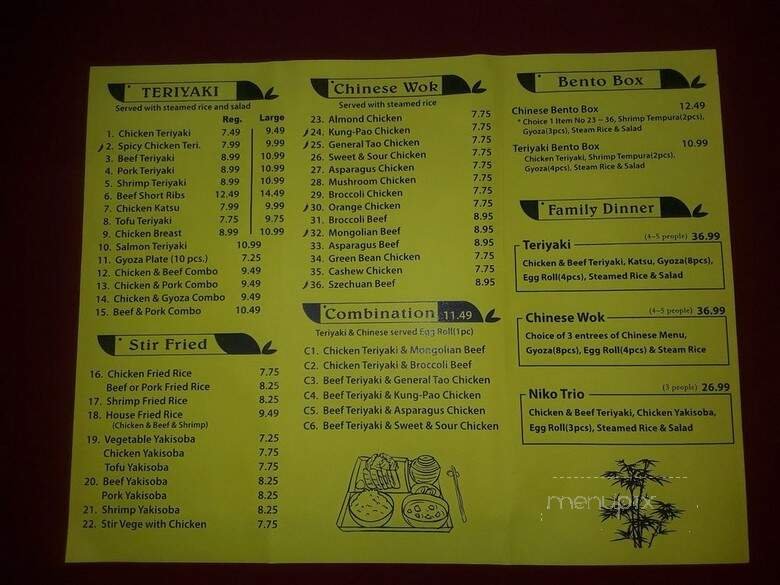 TERIYAKI
Served with steamed rice and salad
Reg. Large
1. Chicken Teriyaki 7.49 9.49
2. Spicy Chicken Teri. 7.99 9.99
3. Beef Teriyaki 8.99 10.99
4. Pork Teriyaki 8.99 10.99
5. Shrimp Teriyaki 8.99 10.99
6. Beef Short Ribs 12.49 14.49
7. Chicken Katsu 7.99 9.99
8. Tofu Teriyaki 7.75 9.75
9. Chicken Breast 8.99 10.99
10. Salmon Teriyaki 10.99
11. Gyoza Plate (10 pcs.) 7.25
12. Chicken & Beef Combo 9.49
13. Chicken & Pork Combo 9.49
14. Chicken & Gyoza Combo 9.49
15. Beef & Pork Combo 10.49
Stir Fried
16. Chicken Fried Rice 7.75
Beef or Pork Fried Rice 8.25
17. Shrimp Fried Rice 8.25
18. House Fried Rice 9.49
(Chicken & Beef & Shrimp)
19. Vegetable Yakisoba 7.25
Chicken Yakisoba 7.75
Tofu Yakisoba 7.75
20. Beef Yakisoba 8.25
Pork Yakisoba 8.25
21. Shrimp Yakisoba 8.25
22. Stir Vege with Chicken 7.75
Chinese Wok
Served with steamed rice
23. Almond Chicken 7.75
24. Kung-Pao Chicken 7.75
25. General Tao Chicken 7.75
26. Sweet & Sour Chicken 7.75
27. Asparagus Chicken 7.75
28. Mushroom Chicken 7.75
29. Broccoli Chicken 7.75
30. Orange Chicken 7.75
31. Broccoli Beef 8.95
32. Mongolian Beef 8.95
33. Asparagus Beef 8.95
34. Green Bean Chicken 7.75
35. Cashew Chicken 7.75
36. Szechuan Beef 8.95
Combination 11.49
Teriyaki & Chinese served Egg Roll(1pc)
C1. Chicken Teriyaki & Mongolian Beef
C2. Chicken Teriyaki & Broccoli Beef
C3. Beef Teriyaki & General Tao Chicken
C4. Beef Teriyaki & Kung-Pao Chicken
C5. Beef Teriyaki & Asparagus Chicken
C6. Beef Teriyaki & Sweet & Sour Chicken
Bento Box
Chinese Bento Box 12.49
* Choice 1 Item No 23 ~ 36, Shrimp Tempura(2pcs),
Gyoza(3pcs), Steam Rice & Salad
Teriyaki Bento Box 10.99
Chicken Teriyaki, Shrimp Tempura(2pcs),
Gyoza(4pcs), Steam Rice & Salad
Family Dinner
(4~5 people) 36.99
Teriyaki
Chicken & Beef Teriyaki, Katsu, Gyoza(8pcs),
Egg Roll(4pcs), Steamed Rice & Salad
(4~5 people) 36.99
Chinese Wok
Choice of 3 entrees of Chinese Menu,
Gyoza(8pcs), Egg Roll(4pcs) & Steam Rice
(3 people) 26.99
Niko Trio
Chicken & Beef Teriyaki, Chicken Yakisoba,
Egg Roll(3pcs), Steamed Rice & Salad
menupix